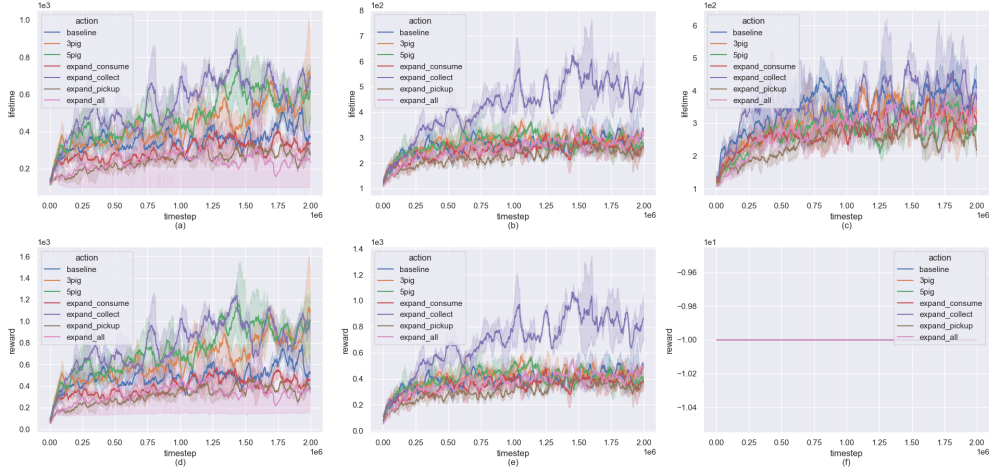 1e3
action
baseline
3pig
5pig
expand_consume
expand_collect
expand_pickup
expand_all
1.0
0.8
0.6
0.4
0.2
lifetime
0.00 0.25 0.50 0.75 1.00 1.25 1.50 1.75 2.00
timestep
1e6
(a)
1e2
action
baseline
3pig
5pig
expand_consume
expand_collect
expand_pickup
expand_all
8
7
6
5
4
3
2
1
lifetime
0.00 0.25 0.50 0.75 1.00 1.25 1.50 1.75 2.00
timestep
1e6
(b)
1e2
action
baseline
3pig
5pig
expand_consume
expand_collect
expand_pickup
expand_all
6
5
4
3
2
1
lifetime
0.00 0.25 0.50 0.75 1.00 1.25 1.50 1.75 2.00
timestep
1e6
(c)
1e3
action
baseline
3pig
5pig
expand_consume
expand_collect
expand_pickup
expand_all
1.6
1.4
1.2
1.0
0.8
0.6
0.4
0.2
0.0
reward
0.00 0.25 0.50 0.75 1.00 1.25 1.50 1.75 2.00
timestep
1e6
(d)
1e3
action
baseline
3pig
5pig
expand_consume
expand_collect
expand_pickup
expand_all
1.4
1.2
1.0
0.8
0.6
0.4
0.2
0.0
reward
0.00 0.25 0.50 0.75 1.00 1.25 1.50 1.75 2.00
timestep
1e6
(e)
1e1
action
baseline
3pig
5pig
expand_consume
expand_collect
expand_pickup
expand_all
−0.96
−0.98
−1.00
−1.02
−1.04
reward
0.00 0.25 0.50 0.75 1.00 1.25 1.50 1.75 2.00
timestep
1e6
(f)